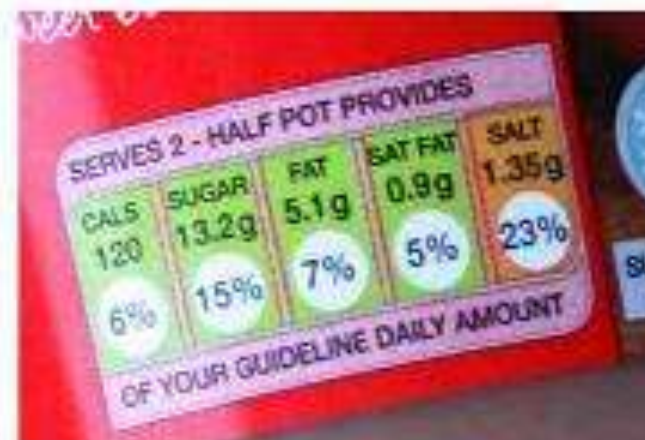 SERVES 2 - HALF POT PROVIDES
CALS SUGAR FAT SAT FAT SALT
120 13.2g 5.1g 0.9g 1.35g
6% 15% 7% 5% 23%
OF YOUR GUIDELINE DAILY AMOUNT